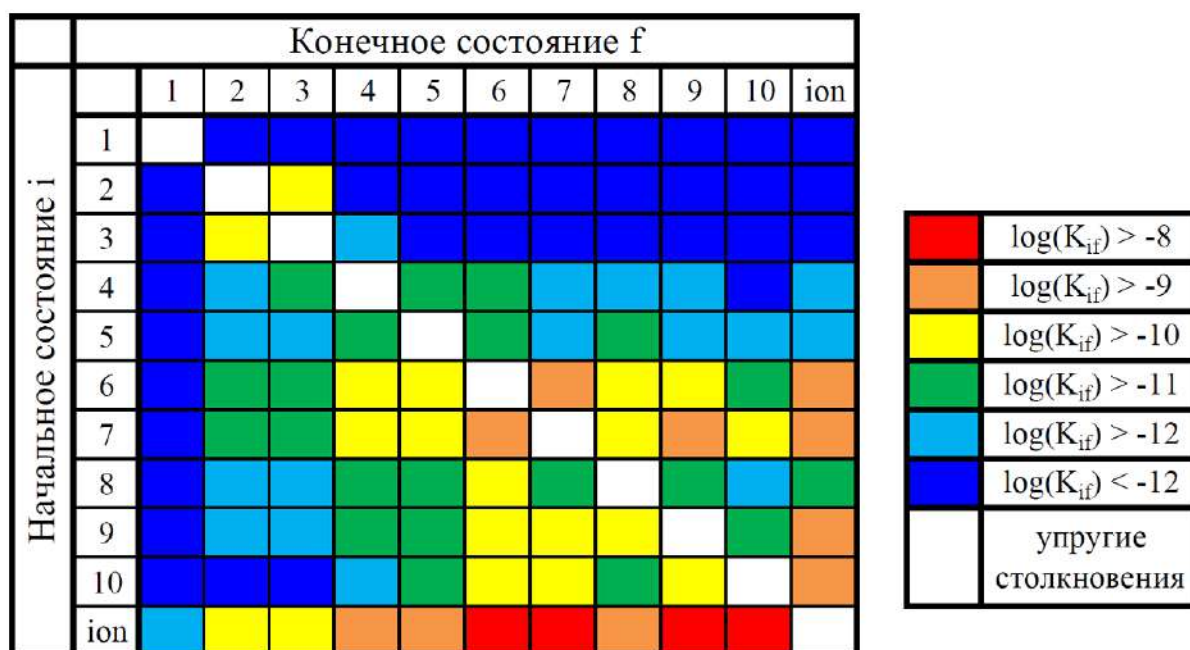 Конечное состояние f
1 2 3 4 5 6 7 8 9 10 ion
Начальное состояние i
1
2
3
4
5
6
7
8
9
10
ion
log(K_if) > -8
log(K_if) > -9
log(K_if) > -10
log(K_if) > -11
log(K_if) > -12
log(K_if) < -12
упругие
столкновения